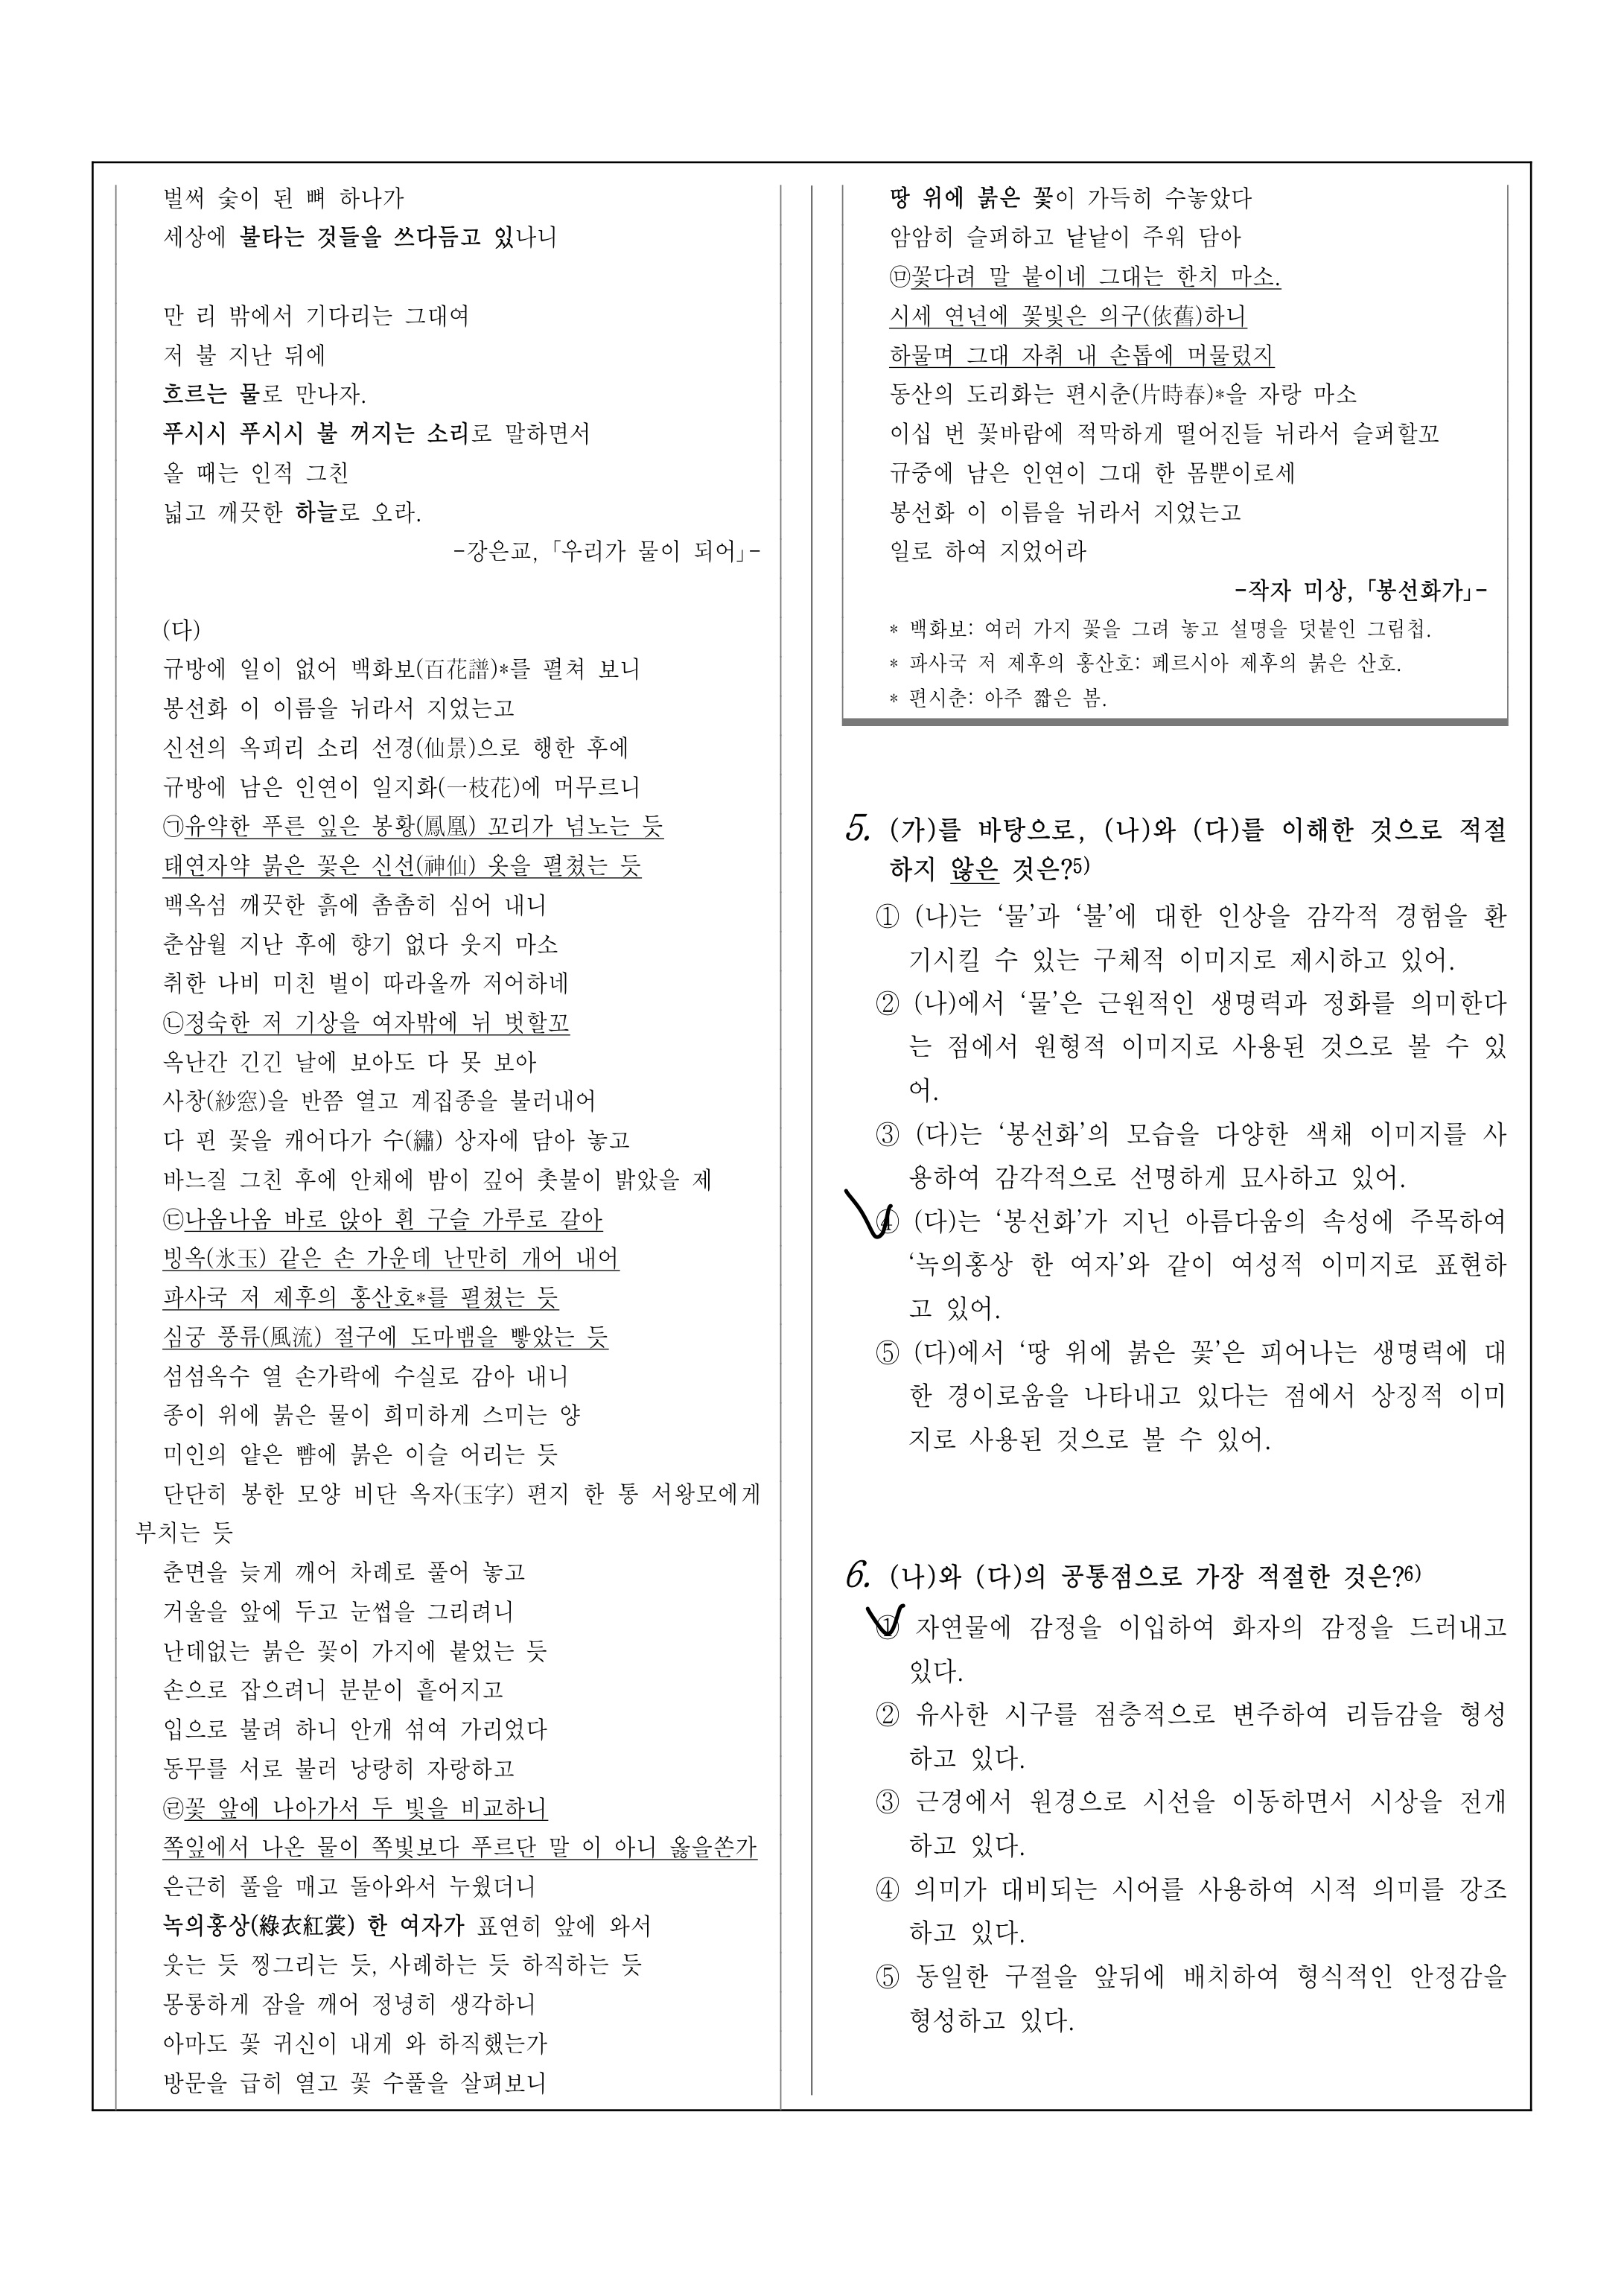 벌써 숯이 된 뼈 하나가
세상에 불타는 것들을 쓰다듬고 있나니
만 리 밖에서 기다리는 그대여
저 불 지난 뒤에
흐르는 물로 만나자.
푸시시 푸시시 불 꺼지는 소리로 말하면서
올 때는 인적 그친
넓고 깨끗한 하늘로 오라.
-강은교, 「우리가 물이 되어」-
(다)
규방에 일이 없어 백화보(百花譜)*를 펼쳐 보니
봉선화 이 이름을 뉘라서 지었는고
신선의 옥피리 소리 선경(仙景)으로 행한 후에
규방에 남은 인연이 일지화(一枝花)에 머무르니
㉠유약한 푸른 잎은 봉황(鳳凰) 꼬리가 넘노는 듯
태연자약 붉은 꽃은 신선(神仙) 옷을 펼쳤는 듯
백옥섬 깨끗한 흙에 촘촘히 심어 내니
춘삼월 지난 후에 향기 없다 웃지 마소
취한 나비 미친 벌이 따라올까 저어하네
㉡정숙한 저 기상을 여자밖에 뉘 벗할꼬
옥난간 긴긴 날에 보아도 다 못 보아
사창(紗窓)을 반쯤 열고 계집종을 불러내어
다 핀 꽃을 캐어다가 수(繡) 상자에 담아 놓고
바느질 그친 후에 안채에 밤이 깊어 촛불이 밝았을 제
㉢나옴나옴 바로 앉아 흰 구슬 가루로 갈아
빙옥(氷玉) 같은 손 가운데 난만히 개어 내어
파사국 저 제후의 홍산호*를 펼쳤는 듯
심궁 풍류(風流) 절구에 도마뱀을 빻았는 듯
섬섬옥수 열 손가락에 수실로 감아 내니
종이 위에 붉은 물이 희미하게 스미는 양
미인의 얕은 뺨에 붉은 이슬 어리는 듯
단단히 봉한 모양 비단 옥자(玉字) 편지 한 통 서왕모에게
부치는 듯
춘면을 늦게 깨어 차례로 풀어 놓고
거울을 앞에 두고 눈썹을 그리려니
난데없는 붉은 꽃이 가지에 붙었는 듯
손으로 잡으려니 분분이 흩어지고
입으로 불려 하니 안개 섞여 가리었다
동무를 서로 불러 낭랑히 자랑하고
㉣꽃 앞에 나아가서 두 빛을 비교하니
쪽잎에서 나온 물이 쪽빛보다 푸르단 말 이 아니 옳을쏜가
은근히 풀을 매고 돌아와서 누웠더니
녹의홍상(綠衣紅裳) 한 여자가 표연히 앞에 와서
웃는 듯 찡그리는 듯, 사례하는 듯 하직하는 듯
몽롱하게 잠을 깨어 정녕히 생각하니
아마도 꽃 귀신이 내게 와 하직했는가
방문을 급히 열고 꽃 수풀을 살펴보니
땅 위에 붉은 꽃이 가득히 수놓았다
암암히 슬퍼하고 낱낱이 주워 담아
㉤꽃다려 말 붙이네 그대는 한치 마소.
시세 연년에 꽃빛은 의구(依舊)하니
하물며 그대 자취 내 손톱에 머물렀지
동산의 도리화는 편시춘(片時春)*을 자랑 마소
이십 번 꽃바람에 적막하게 떨어진들 뉘라서 슬퍼할꼬
규중에 남은 인연이 그대 한 몸뿐이로세
봉선화 이 이름을 뉘라서 지었는고
일로 하여 지었어라
-작자 미상, 「봉선화가」-
* 백화보: 여러 가지 꽃을 그려 놓고 설명을 덧붙인 그림첩.
* 파사국 저 제후의 홍산호: 페르시아 제후의 붉은 산호.
* 편시춘: 아주 짧은 봄.
5. (가)를 바탕으로, (나)와 (다)를 이해한 것으로 적절
하지 않은 것은?5)
① (나)는 ‘물’과 ‘불’에 대한 인상을 감각적 경험을 환
기시킬 수 있는 구체적 이미지로 제시하고 있어.
② (나)에서 ‘물’은 근원적인 생명력과 정화를 의미한다
는 점에서 원형적 이미지로 사용된 것으로 볼 수 있
어.
③ (다)는 ‘봉선화’의 모습을 다양한 색채 이미지를 사
용하여 감각적으로 선명하게 묘사하고 있어.
④ (다)는 ‘봉선화’가 지닌 아름다움의 속성에 주목하여
‘녹의홍상 한 여자’와 같이 여성적 이미지로 표현하
고 있어.
⑤ (다)에서 ‘땅 위에 붉은 꽃’은 피어나는 생명력에 대
한 경이로움을 나타내고 있다는 점에서 상징적 이미
지로 사용된 것으로 볼 수 있어.
6. (나)와 (다)의 공통점으로 가장 적절한 것은?6)
① 자연물에 감정을 이입하여 화자의 감정을 드러내고
있다.
② 유사한 시구를 점층적으로 변주하여 리듬감을 형성
하고 있다.
③ 근경에서 원경으로 시선을 이동하면서 시상을 전개
하고 있다.
④ 의미가 대비되는 시어를 사용하여 시적 의미를 강조
하고 있다.
⑤ 동일한 구절을 앞뒤에 배치하여 형식적인 안정감을
형성하고 있다.